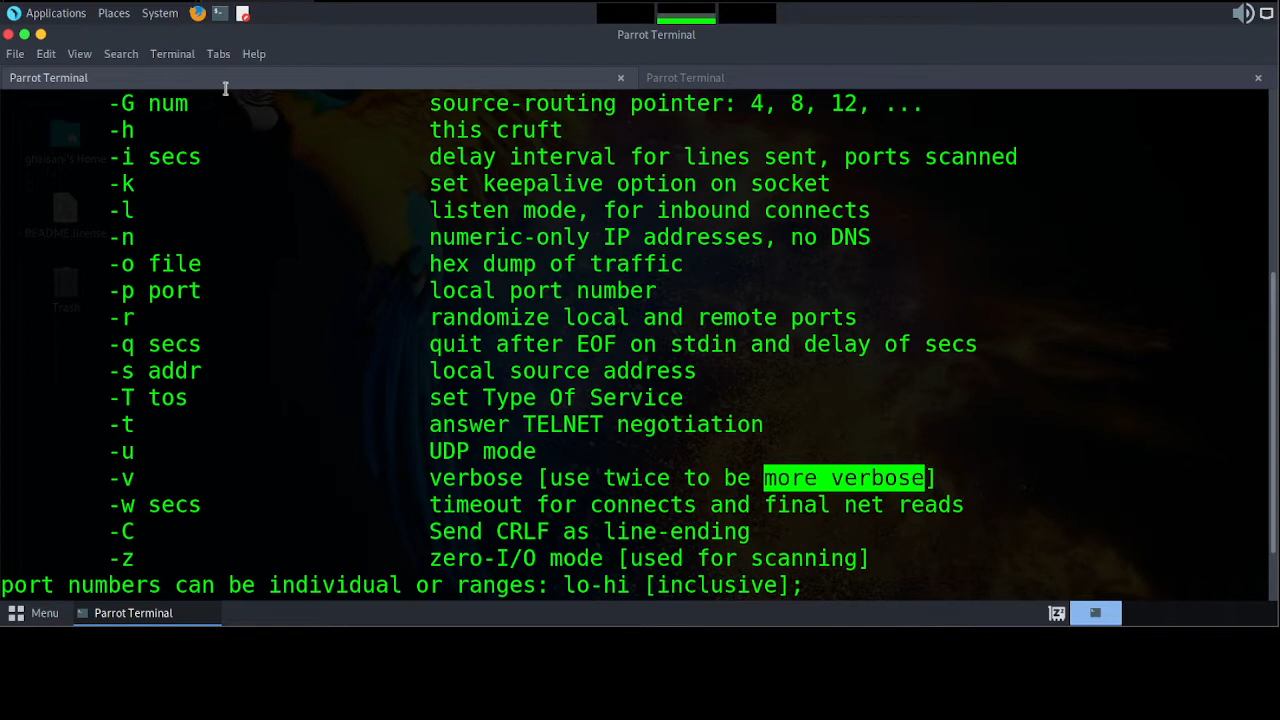 Applications Places System
Parrot Terminal
File Edit View Search Terminal Tabs Help
Parrot Terminal × Parrot Terminal ×
-G num source-routing pointer: 4, 8, 12, ...
-h this cruft
-i secs delay interval for lines sent, ports scanned
-k set keepalive option on socket
-l listen mode, for inbound connects
-n numeric-only IP addresses, no DNS
-o file hex dump of traffic
-p port local port number
-r randomize local and remote ports
-q secs quit after EOF on stdin and delay of secs
-s addr local source address
-T tos set Type Of Service
-t answer TELNET negotiation
-u UDP mode
-v verbose [use twice to be more verbose]
-w secs timeout for connects and final net reads
-C Send CRLF as line-ending
-z zero-I/O mode [used for scanning]
port numbers can be individual or ranges: lo-hi [inclusive];
ghaisani's Home
README.license
Trash
Menu Parrot Terminal